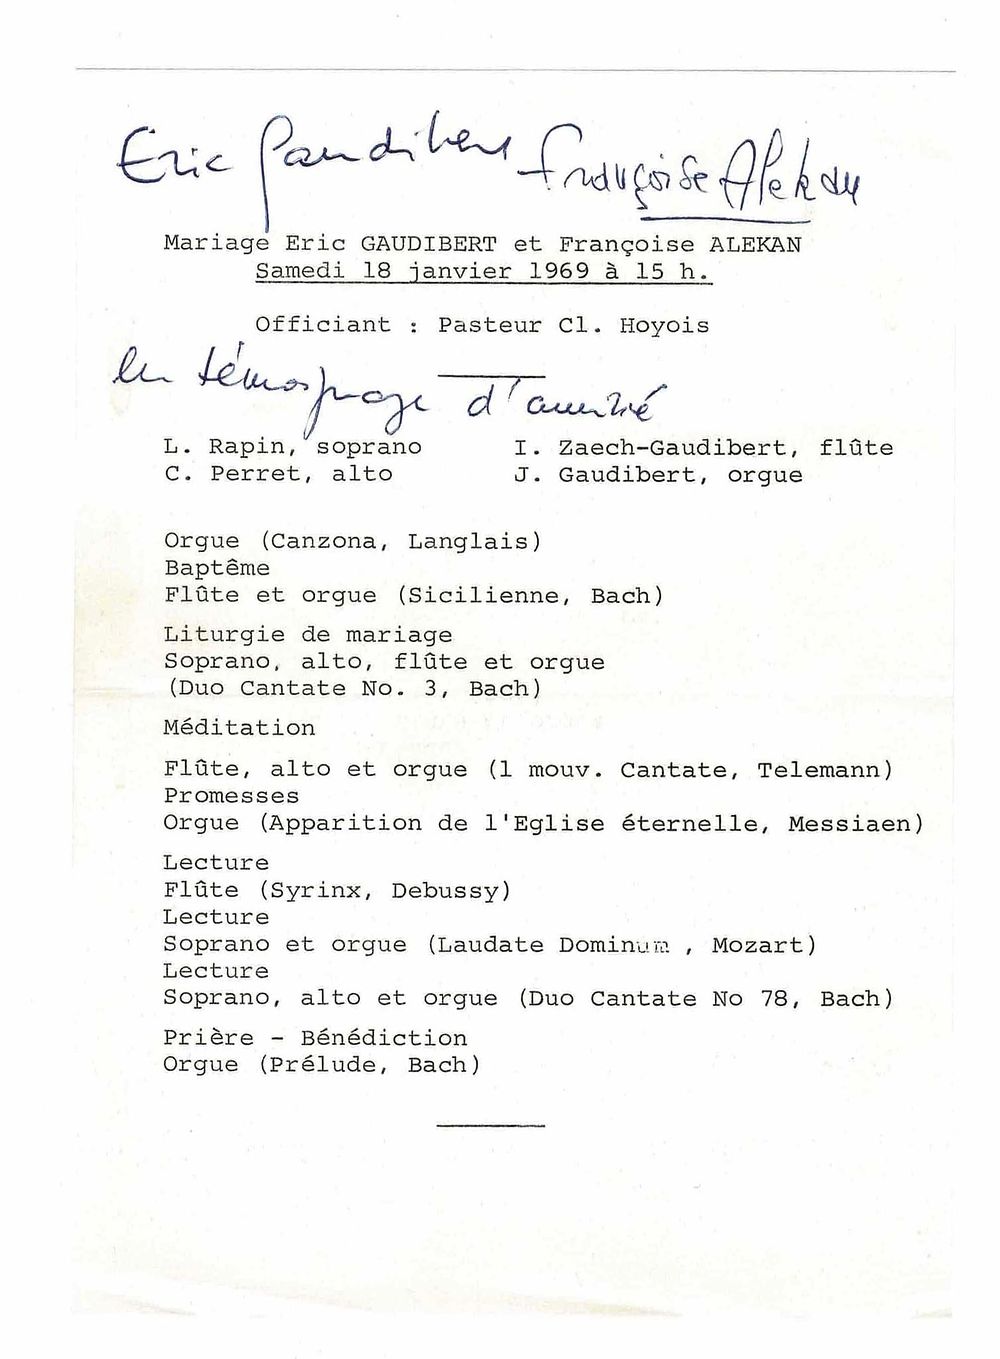 Eric Gaudibert Françoise Alekan
Mariage Eric GAUDIBERT et Françoise ALEKAN
Samedi 18 janvier 1969 à 15 h.
Officiant : Pasteur Cl. Hoyois
en témoignage d'amitié
L. Rapin, soprano I. Zaech-Gaudibert, flûte
C. Perret, alto J. Gaudibert, orgue
Orgue (Canzona, Langlais)
Baptême
Flûte et orgue (Sicilienne, Bach)
Liturgie de mariage
Soprano, alto, flûte et orgue
(Duo Cantate No. 3, Bach)
Méditation
Flûte, alto et orgue (1 mouv. Cantate, Telemann)
Promesses
Orgue (Apparition de l'Eglise éternelle, Messiaen)
Lecture
Flûte (Syrinx, Debussy)
Lecture
Soprano et orgue (Laudate Dominum , Mozart)
Lecture
Soprano, alto et orgue (Duo Cantate No 78, Bach)
Prière - Bénédiction
Orgue (Prélude, Bach)